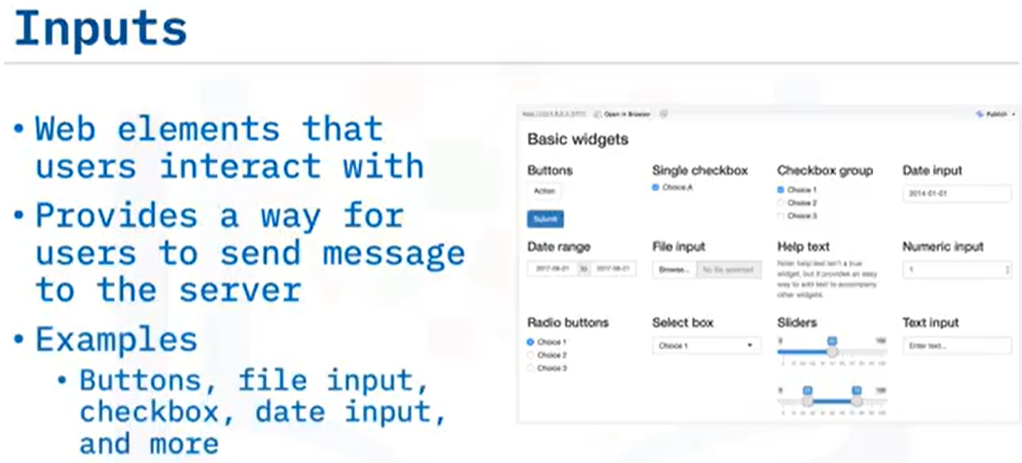 Inputs
• Web elements that
users interact with
• Provides a way for
users to send message
to the server
• Examples
• Buttons, file input,
checkbox, date input,
and more
Open in Browser
Publish
Basic widgets
Buttons
Action
Submit
Single checkbox
Choice A
Checkbox group
Choice 1
Choice 2
Choice 3
Date input
2014-01-01
Date range
2017-06-21 to 2017-06-21
File input
Browse... No file selected
Help text
Note: help text isn't a true
widget, but it provides an easy
way to add text to accompany
other widgets.
Numeric input
1
Radio buttons
Choice 1
Choice 2
Choice 3
Select box
Choice 1
Sliders
0 100
0 100
Text input
Enter text...